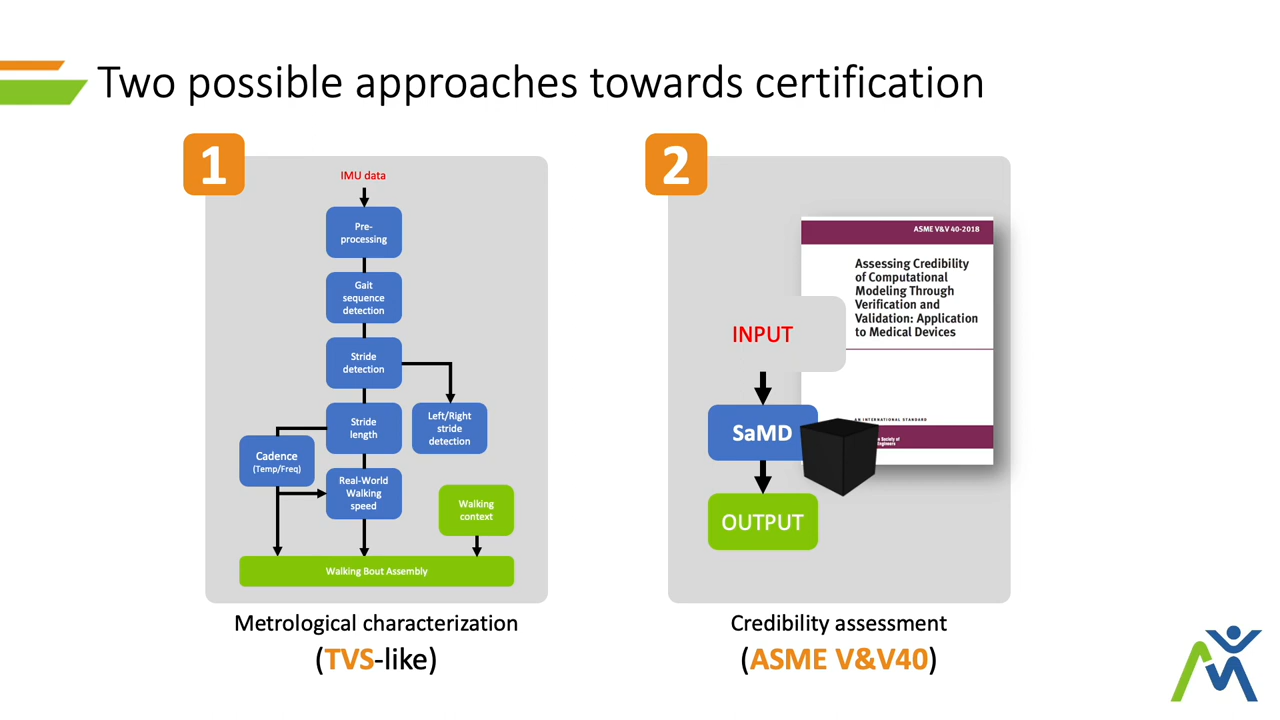 Two possible approaches towards certification
1
IMU data
Pre-
processing
Gait
sequence
detection
Stride
detection
Stride
length
Left/Right
stride
detection
Cadence
(Temp/Freq)
Real-World
Walking
speed
Walking
context
Walking Bout Assembly
Metrological characterization
(TVS-like)
2
ASME V&V 40-2018
Assessing Credibility
of Computational
Modeling Through
Verification and
Validation: Application
to Medical Devices
INPUT
AN INTERNATIONAL STANDARD
SaMD
Society of
Engineers
OUTPUT
Credibility assessment
(ASME V&V40)